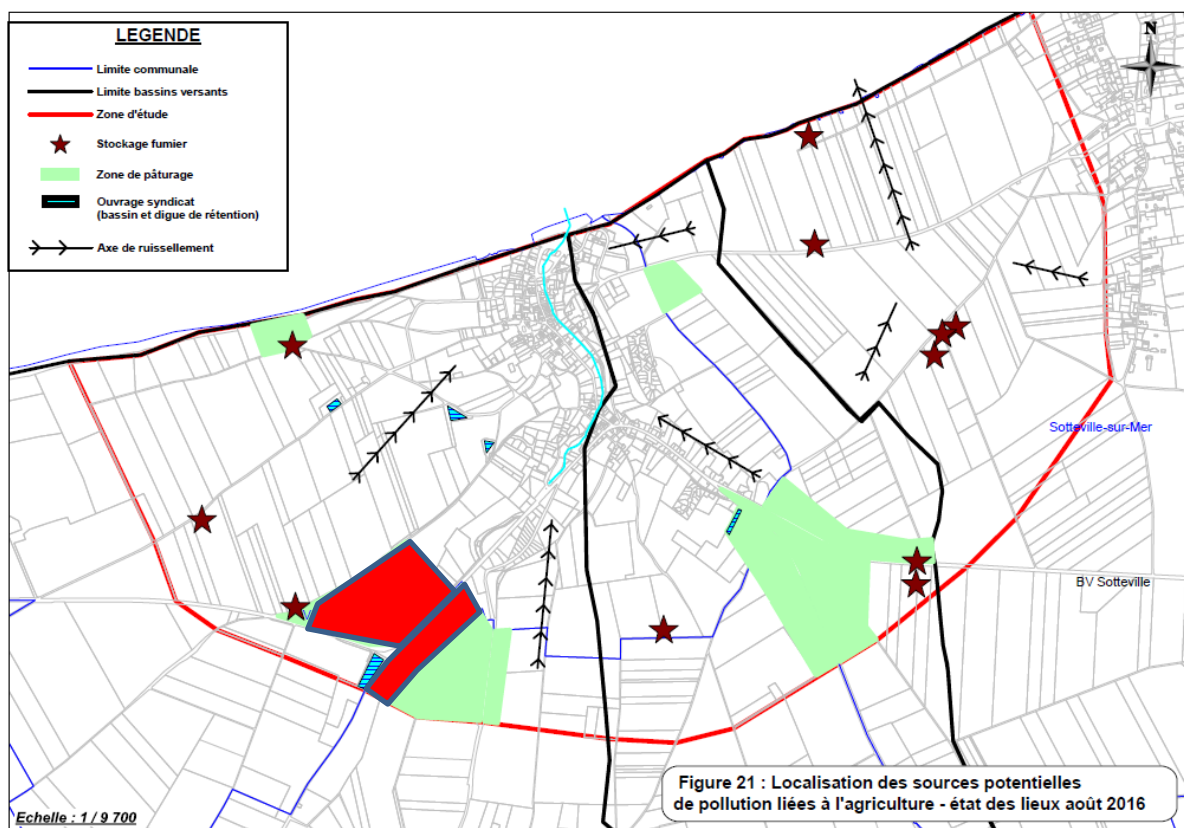 LEGENDE
Limite communale
Limite bassins versants
Zone d'étude
Stockage fumier
Zone de pâturage
Ouvrage syndicat
(bassin et digue de rétention)
Axe de ruissellement
N
Sotteville-sur-Mer
BV Sotteville
Figure 21 : Localisation des sources potentielles
de pollution liées à l'agriculture - état des lieux août 2016
Echelle : 1 / 9 700